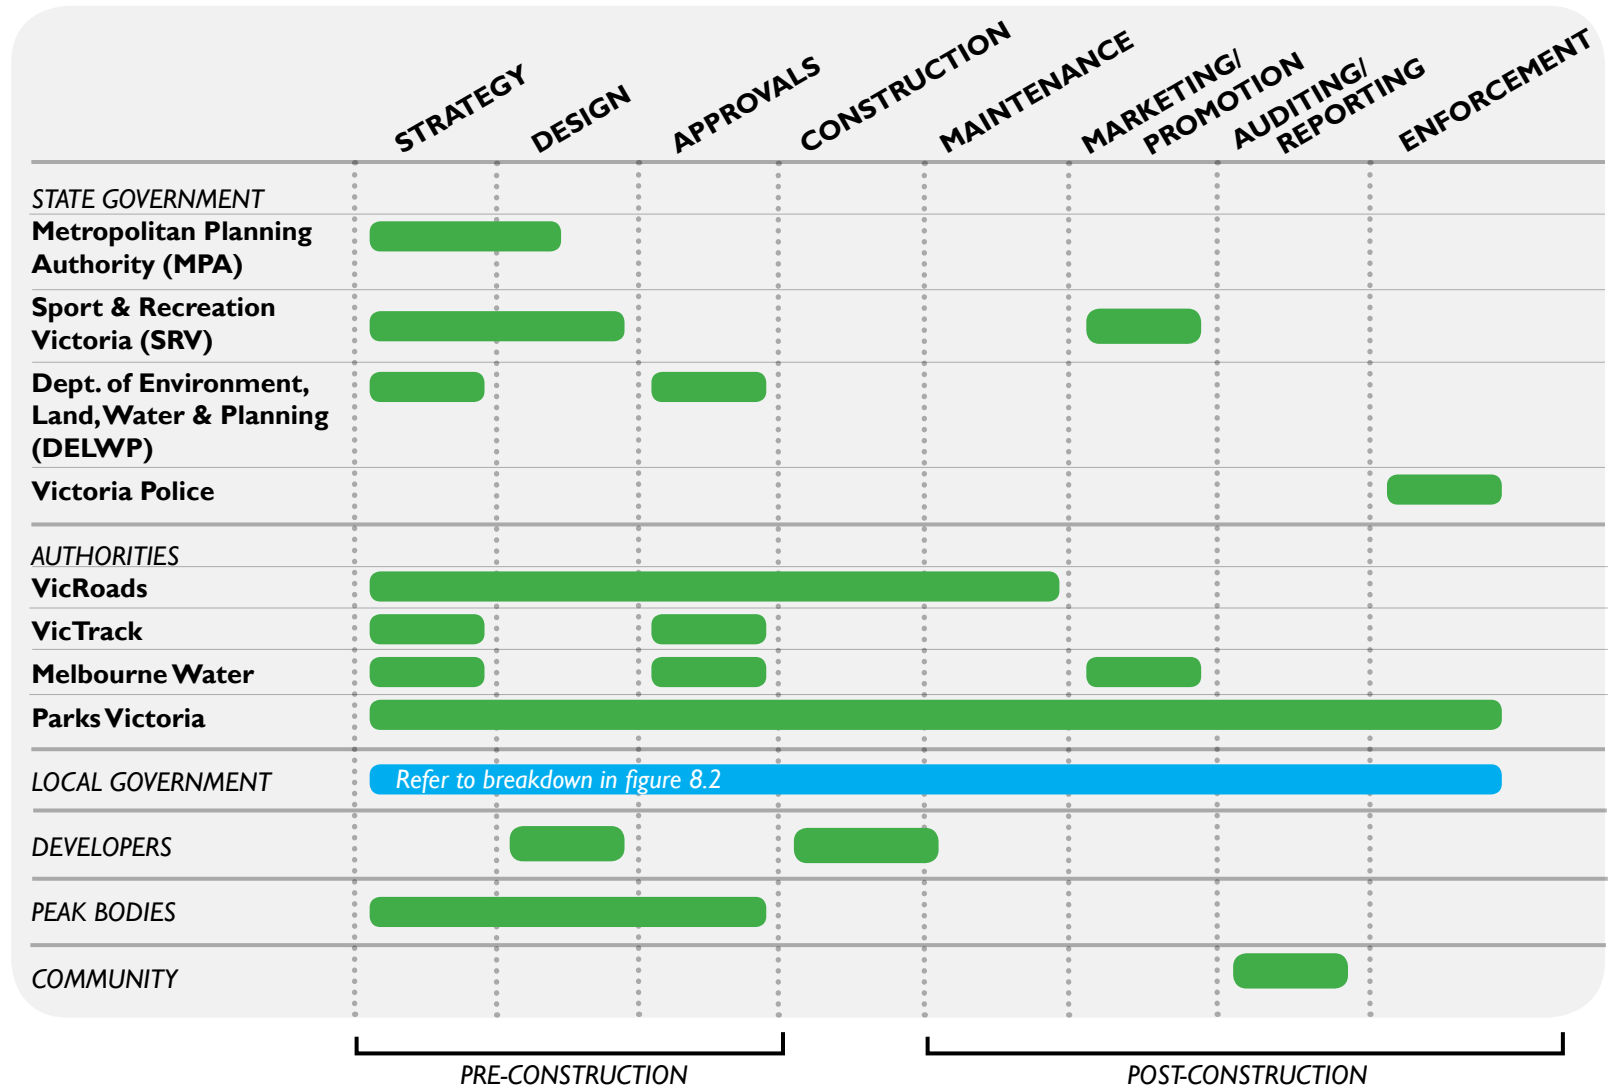 STRATEGY
DESIGN
APPROVALS
CONSTRUCTION
MAINTENANCE
MARKETING/
PROMOTION
AUDITING/
REPORTING
ENFORCEMENT
STATE GOVERNMENT
Metropolitan Planning
Authority (MPA)
Sport & Recreation
Victoria (SRV)
Dept. of Environment,
Land, Water & Planning
(DELWP)
Victoria Police
AUTHORITIES
VicRoads
VicTrack
Melbourne Water
Parks Victoria
LOCAL GOVERNMENT
Refer to breakdown in figure 8.2
DEVELOPERS
PEAK BODIES
COMMUNITY
PRE-CONSTRUCTION
POST-CONSTRUCTION